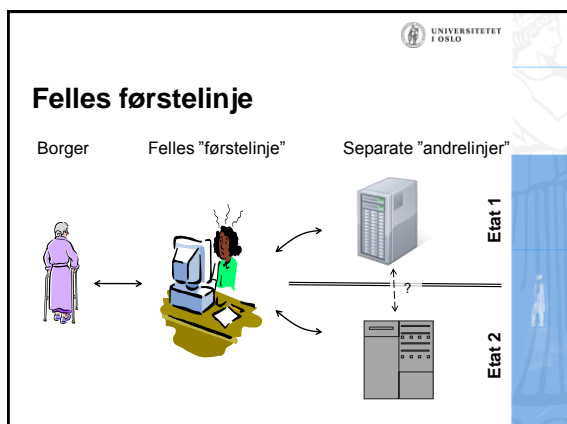 UNIVERSITETET
I OSLO
Felles førstelinje
Borger
Felles ”førstelinje”
Separate ”andrelinjer”
Etat 1
?
Etat 2